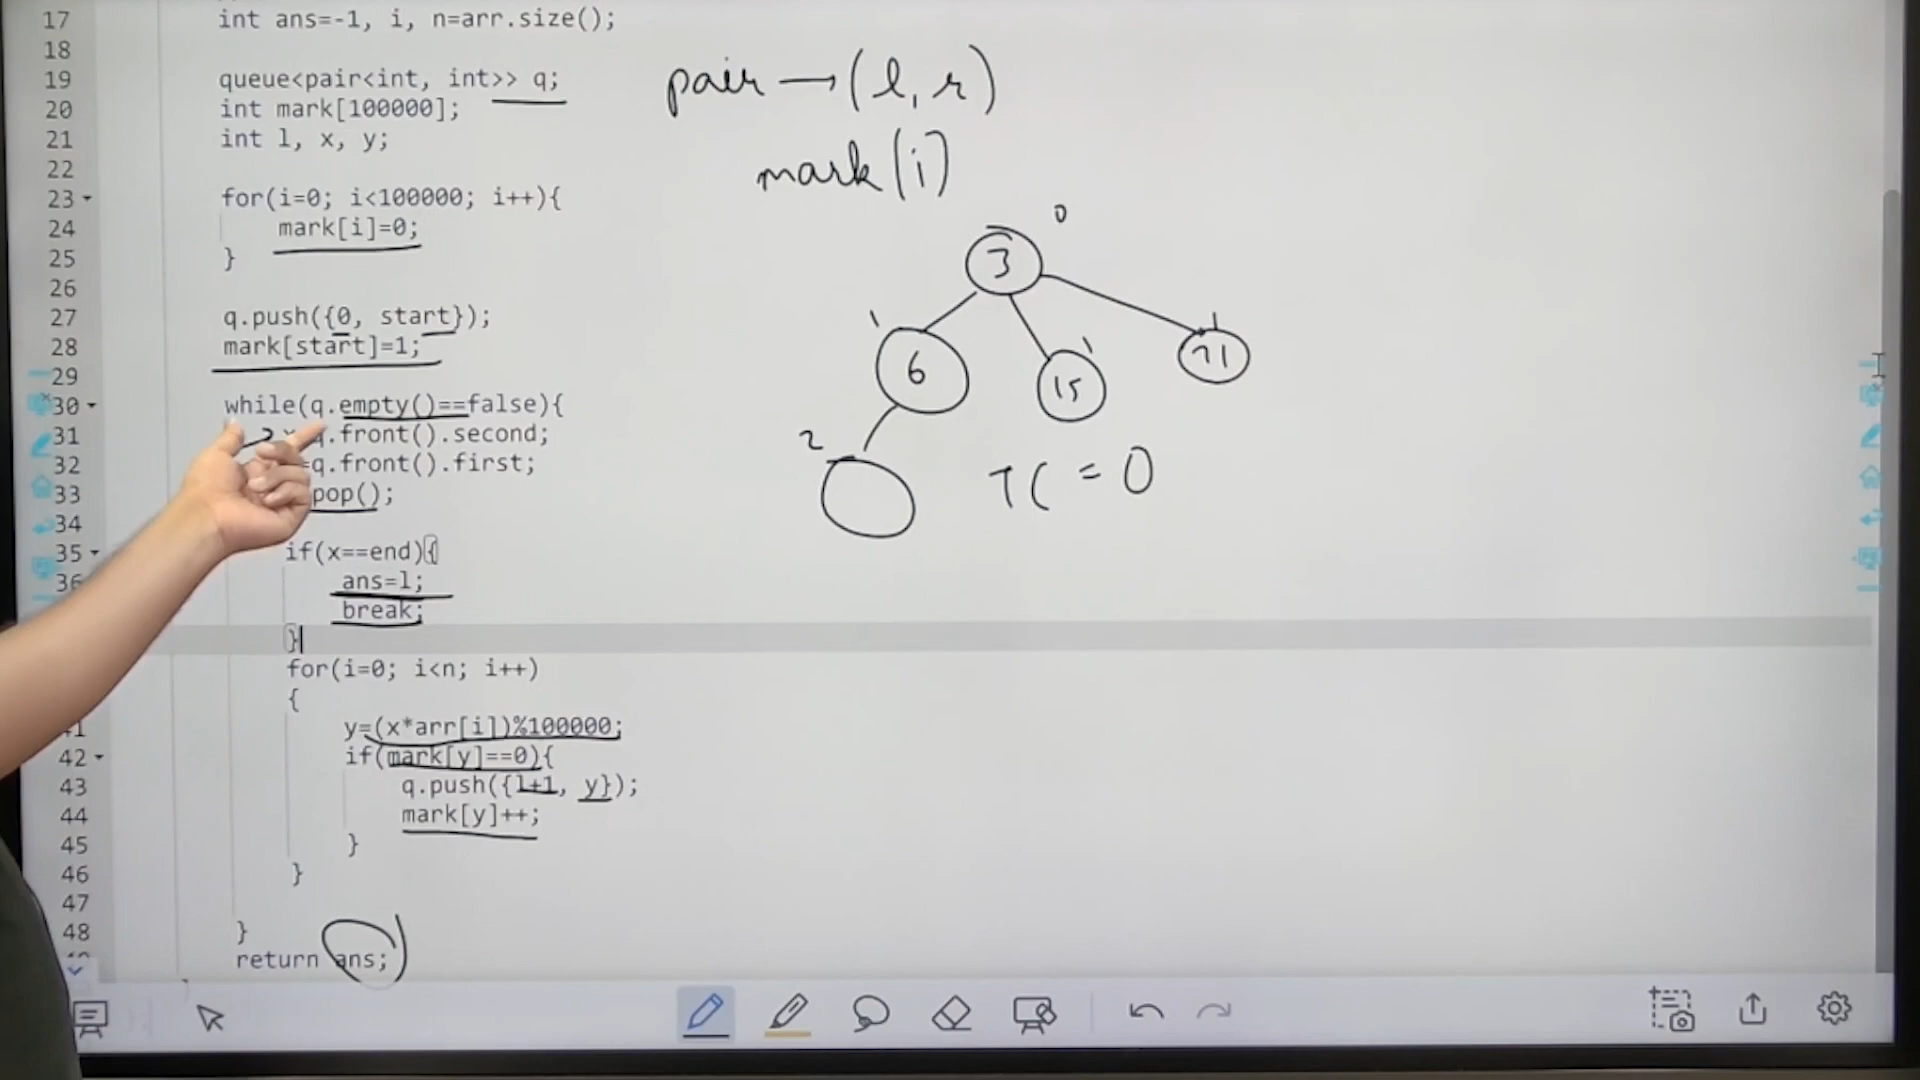 17 int ans=-1, i, n=arr.size();
18
19 queue<pair<int, int>> q;
20 int mark[100000];
21 int l, x, y;
22
23 for(i=0; i<100000; i++){
24 mark[i]=0;
25 }
26
27 q.push({0, start});
28 mark[start]=1;
29
30 while(q.empty()==false){
31 q.front().second;
32 =q.front().first;
33 pop();
34
35 if(x==end){
36 ans=l;
break;
}
for(i=0; i<n; i++)
{
y=(x*arr[i])%100000;
42 if(mark[y]==0){
43 q.push({l+1, y});
44 mark[y]++;
45 }
46 }
47
48 }
return ans;
pair → (l, r)
mark(i)
0
3
1 1 1
6 15 21
2
TC = O